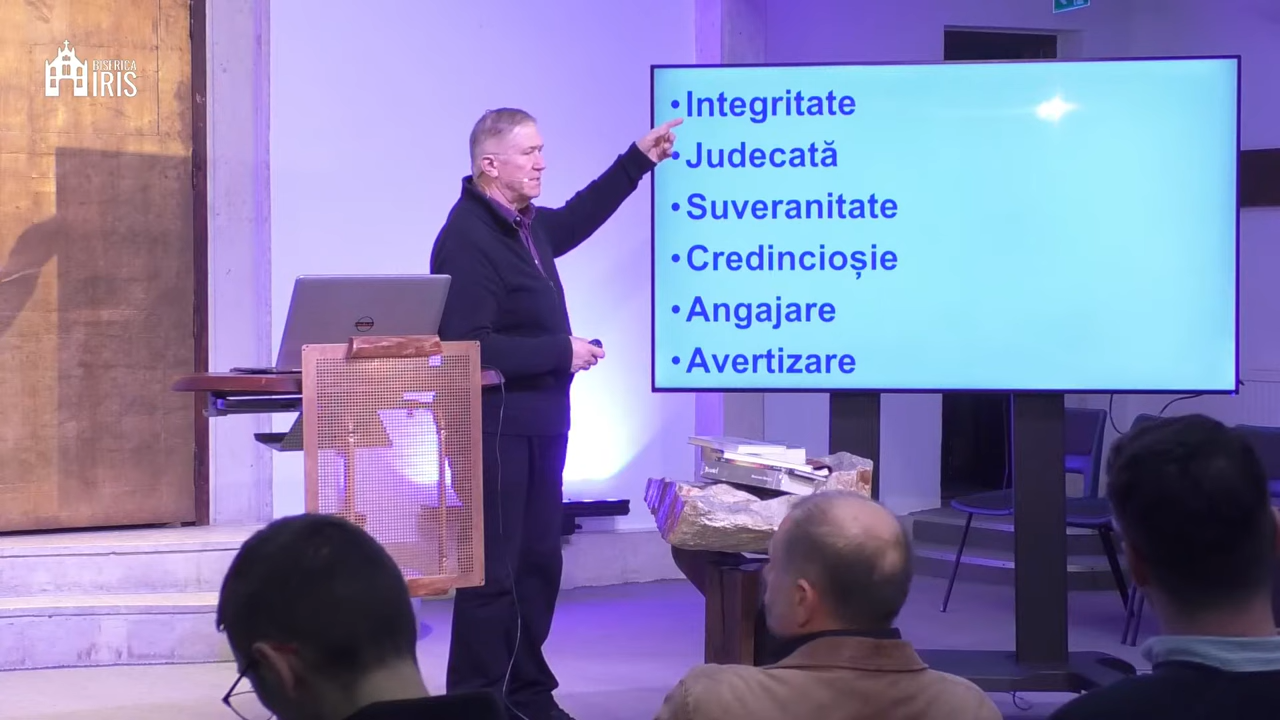 BISERICA
IRIS
•Integritate
•Judecată
•Suveranitate
•Credincioșie
•Angajare
•Avertizare